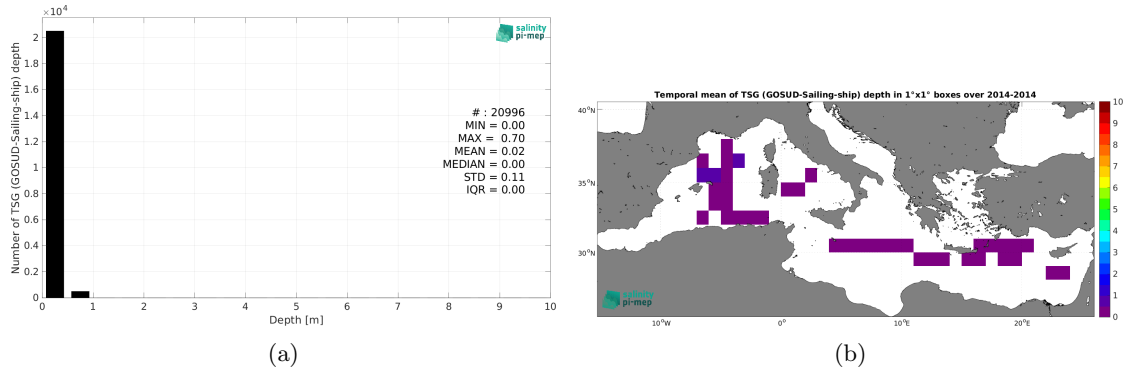 ×10⁴
2
1.8
1.6
1.4
1.2
1
0.8
0.6
0.4
0.2
0
Number of TSG (GOSUD-Sailing-ship) depth
salinity
pi-mep
# : 20996
MIN = 0.00
MAX = 0.70
MEAN = 0.02
MEDIAN = 0.00
STD = 0.11
IQR = 0.00
0 1 2 3 4 5 6 7 8 9 10
Depth [m]
(a)
Temporal mean of TSG (GOSUD-Sailing-ship) depth in 1°x1° boxes over 2014-2014
40°N
35°N
30°N
10°W 0° 10°E 20°E
salinity
pi-mep
10
9
8
7
6
5
4
3
2
1
0
(b)